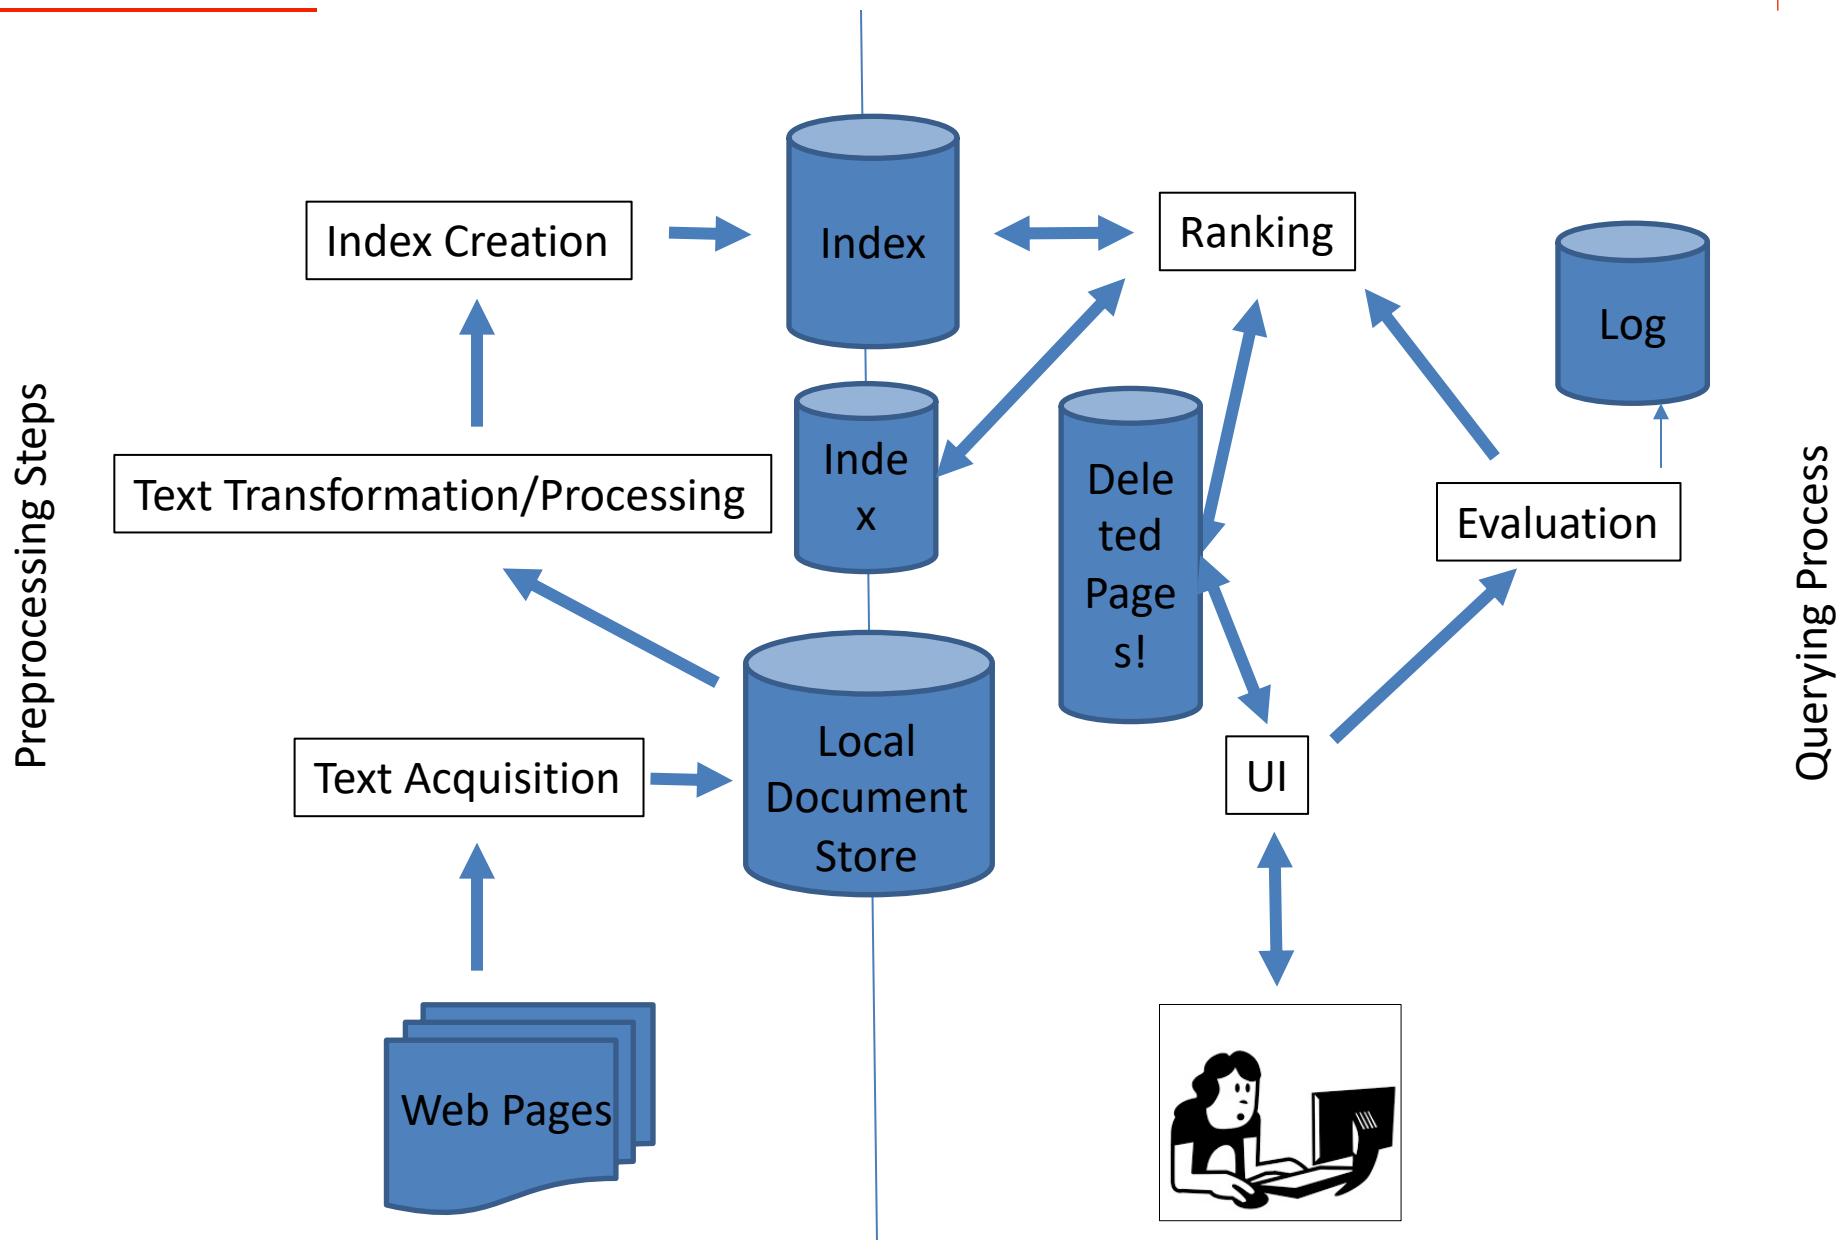 Preprocessing Steps
Index Creation
Text Transformation/Processing
Text Acquisition
Web Pages
Index
Inde
x
Local
Document
Store
Ranking
Dele
ted
Page
s!
UI
Evaluation
Log
Querying Process